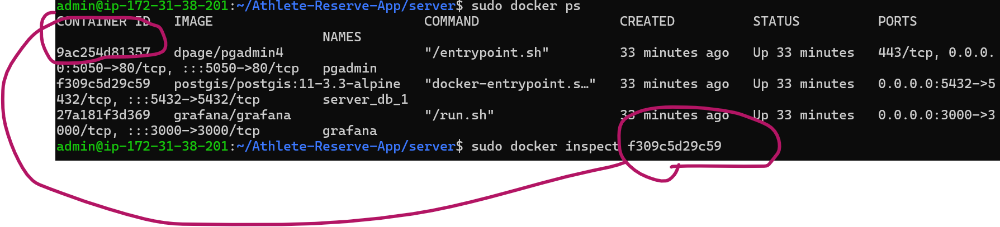 admin@ip-172-31-38-201:~/Athlete-Reserve-App/server$ sudo docker ps
CONTAINER ID   IMAGE                           COMMAND                  CREATED          STATUS          PORTS
                                  NAMES
9ac254d81357   dpage/pgadmin4                  "/entrypoint.sh"         33 minutes ago   Up 33 minutes   443/tcp, 0.0.0.
0:5050->80/tcp, :::5050->80/tcp   pgadmin
f309c5d29c59   postgis/postgis:11-3.3-alpine   "docker-entrypoint.s…"   33 minutes ago   Up 33 minutes   0.0.0.0:5432->5
432/tcp, :::5432->5432/tcp        server_db_1
27a181f3d369   grafana/grafana                 "/run.sh"                33 minutes ago   Up 33 minutes   0.0.0.0:3000->3
000/tcp, :::3000->3000/tcp        grafana
admin@ip-172-31-38-201:~/Athlete-Reserve-App/server$ sudo docker inspect f309c5d29c59